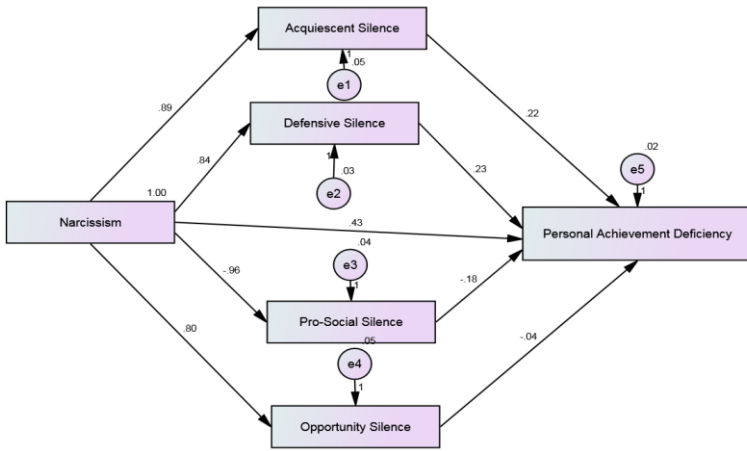 Acquiescent Silence
1
.05
e1
.89
.22
Defensive Silence
.84
1
.03
e2
.23
.02
e5
1
1.00
Narcissism
.43
Personal Achievement Deficiency
.04
e3
1
-.96
-.18
Pro-Social Silence
.05
e4
1
.80
-.04
Opportunity Silence